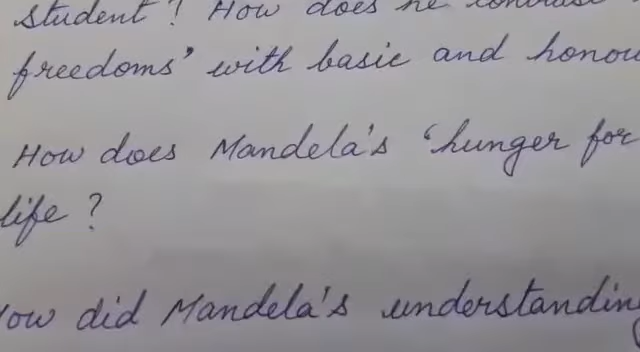 student? How does he contrast
freedoms' with basic and honou
How does Mandela's 'hunger for
life?
ow did Mandela's understanding